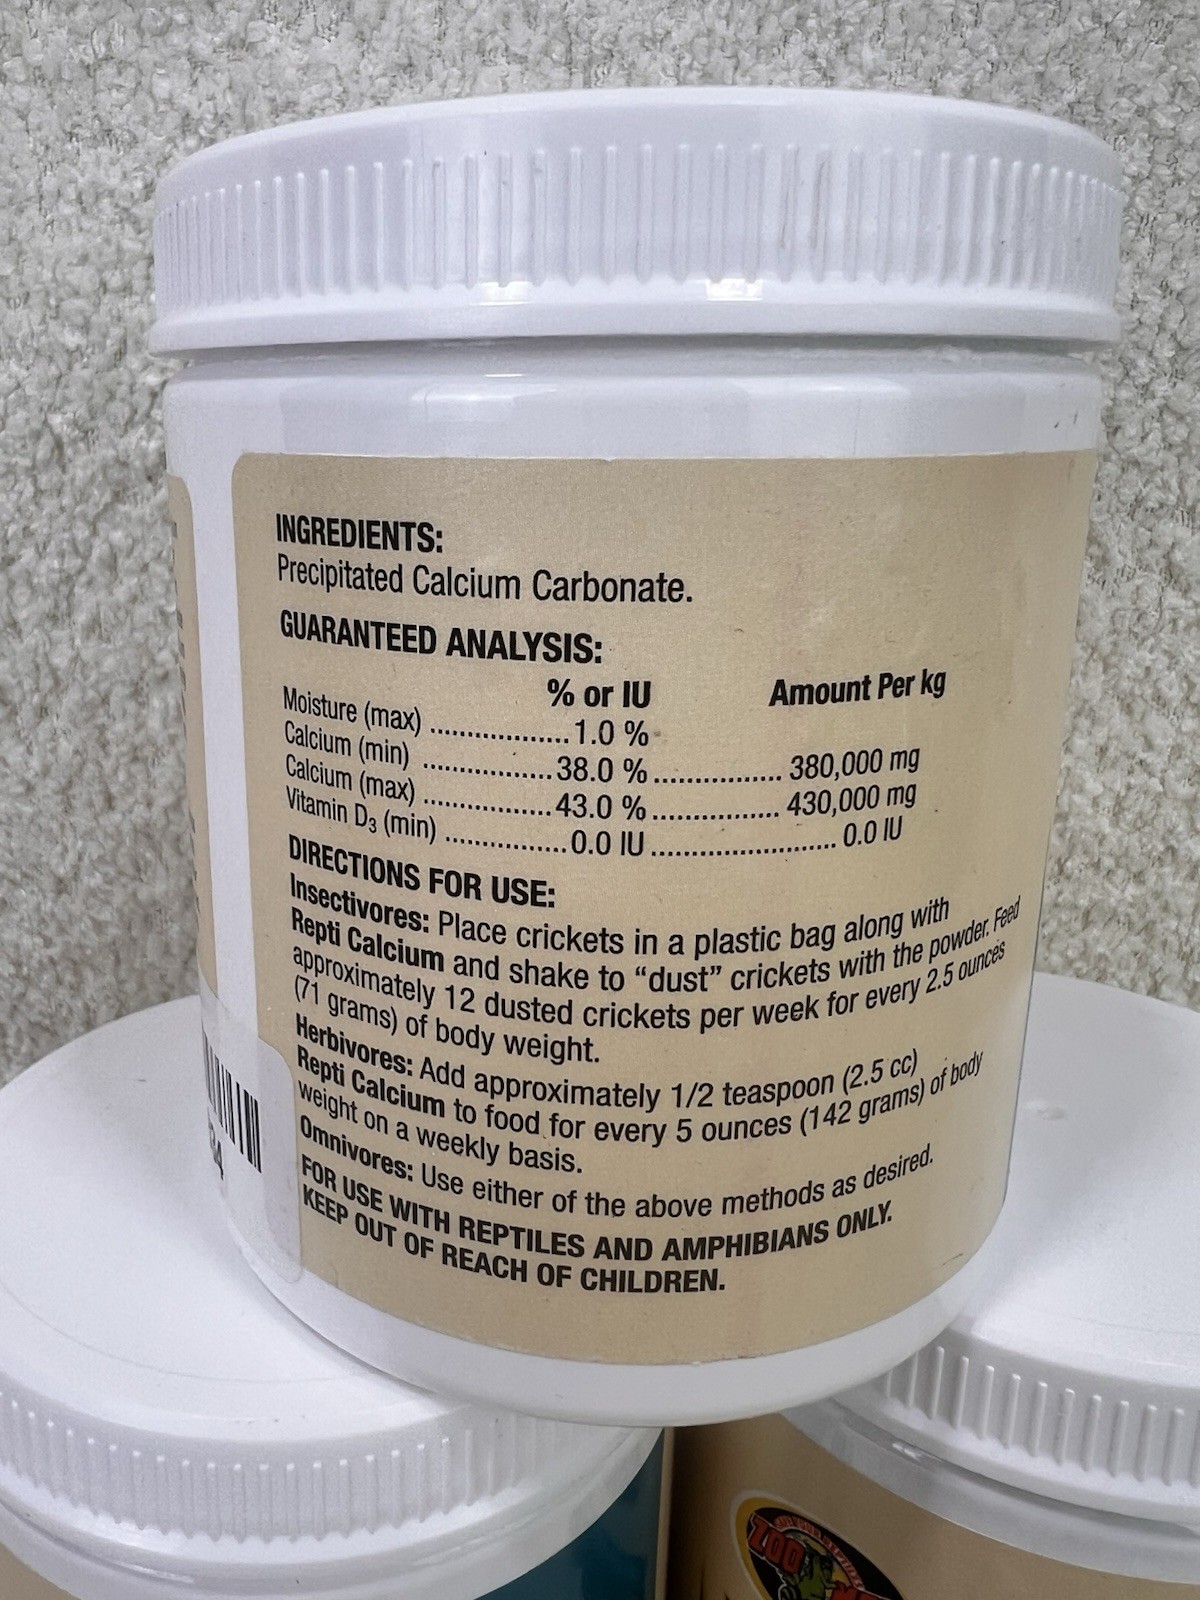 INGREDIENTS:
Precipitated Calcium Carbonate.
GUARANTEED ANALYSIS:
% or IU Amount Per kg
Moisture (max) ..................1.0 %
Calcium (min) ..................38.0 % ............... 380,000 mg
Calcium (max) ..................43.0 % ............... 430,000 mg
Vitamin D3 (min) .................0.0 IU ........................ 0.0 IU
DIRECTIONS FOR USE:
Insectivores: Place crickets in a plastic bag along with
Repti Calcium and shake to “dust” crickets with the powder. Feed
approximately 12 dusted crickets per week for every 2.5 ounces
(71 grams) of body weight.
Herbivores: Add approximately 1/2 teaspoon (2.5 cc)
Repti Calcium to food for every 5 ounces (142 grams) of body
weight on a weekly basis.
Omnivores: Use either of the above methods as desired.
FOR USE WITH REPTILES AND AMPHIBIANS ONLY.
KEEP OUT OF REACH OF CHILDREN.
ZOO